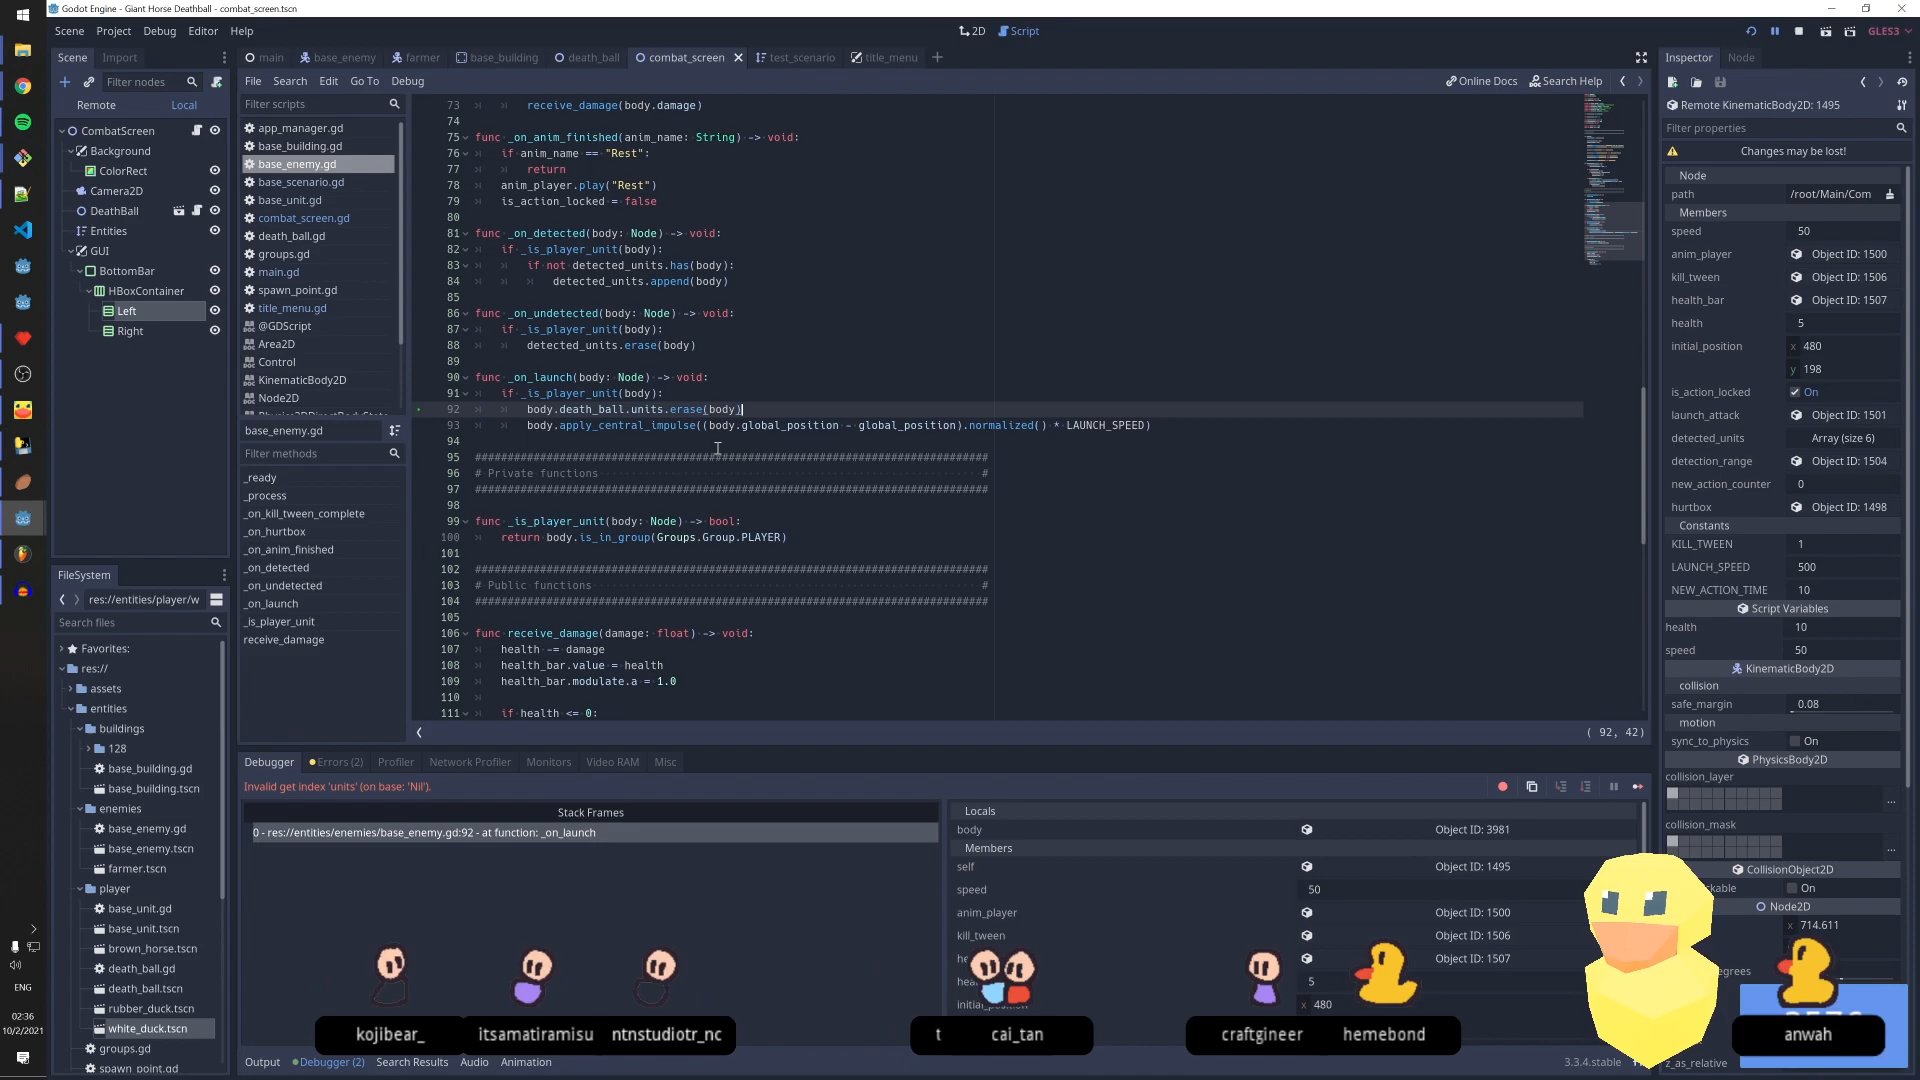 Godot Engine - Giant Horse Deathball - combat_screen.tscn
Scene Project Debug Editor Help
2D Script
GLES3
Scene Import
main base_enemy farmer base_building death_ball combat_screen test_scenario title_menu
Inspector Node
Filter nodes
File Search Edit Go To Debug
Online Docs Search Help
Remote Local
Filter scripts
Remote KinematicBody2D: 1495
Filter properties
Changes may be lost!
CombatScreen
Background
ColorRect
Camera2D
DeathBall
Entities
GUI
BottomBar
HBoxContainer
Left
Right
app_manager.gd
base_building.gd
base_enemy.gd
base_scenario.gd
base_unit.gd
combat_screen.gd
death_ball.gd
groups.gd
main.gd
spawn_point.gd
title_menu.gd
@GDScript
Area2D
Control
KinematicBody2D
Node2D
Physics2DDirectBodyState
base_enemy.gd
Filter methods
_ready
_process
_on_kill_tween_complete
_on_hurtbox
_on_anim_finished
_on_detected
_on_undetected
_on_launch
_is_player_unit
receive_damage
73 receive_damage(body.damage)
74
75 func _on_anim_finished(anim_name: String) -> void:
76 if anim_name == "Rest":
77 return
78 anim_player.play("Rest")
79 is_action_locked = false
80
81 func _on_detected(body: Node) -> void:
82 if _is_player_unit(body):
83 if not detected_units.has(body):
84 detected_units.append(body)
85
86 func _on_undetected(body: Node) -> void:
87 if _is_player_unit(body):
88 detected_units.erase(body)
89
90 func _on_launch(body: Node) -> void:
91 if _is_player_unit(body):
92 body.death_ball.units.erase(body)
93 body.apply_central_impulse((body.global_position - global_position).normalized() * LAUNCH_SPEED)
94
95 ###############################################################################
96 # Private functions #
97 ###############################################################################
98
99 func _is_player_unit(body: Node) -> bool:
100 return body.is_in_group(Groups.Group.PLAYER)
101
102 ###############################################################################
103 # Public functions #
104 ###############################################################################
105
106 func receive_damage(damage: float) -> void:
107 health -= damage
108 health_bar.value = health
109 health_bar.modulate.a = 1.0
110
111 if health <= 0:
( 92, 42)
Node
path /root/Main/Com
Members
speed 50
anim_player Object ID: 1500
kill_tween Object ID: 1506
health_bar Object ID: 1507
health 5
initial_position x 480
y 198
is_action_locked On
launch_attack Object ID: 1501
detected_units Array (size 6)
detection_range Object ID: 1504
new_action_counter 0
hurtbox Object ID: 1498
Constants
KILL_TWEEN 1
LAUNCH_SPEED 500
NEW_ACTION_TIME 10
Script Variables
health 10
speed 50
KinematicBody2D
collision
safe_margin 0.08
motion
sync_to_physics On
PhysicsBody2D
collision_layer
collision_mask
CollisionObject2D
On
Node2D
x 714.611
z_as_relative
FileSystem
res://entities/player/w
Search files
Favorites:
res://
assets
entities
buildings
128
base_building.gd
base_building.tscn
enemies
base_enemy.gd
base_enemy.tscn
farmer.tscn
player
base_unit.gd
base_unit.tscn
brown_horse.tscn
death_ball.gd
death_ball.tscn
rubber_duck.tscn
white_duck.tscn
groups.gd
spawn_point.gd
Debugger Errors (2) Profiler Network Profiler Monitors Video RAM Misc
Invalid get index 'units' (on base: 'Nil').
Stack Frames
0 - res://entities/enemies/base_enemy.gd:92 - at function: _on_launch
Locals
body Object ID: 3981
Members
self Object ID: 1495
speed 50
anim_player Object ID: 1500
kill_tween Object ID: 1506
Object ID: 1507
5
x 480
kojibear_ itsamatiramisu ntnstudiotr_nc t cai_tan craftgineer hemebond anwah
Output Debugger (2) Search Results Audio Animation
3.3.4.stable
ENG
02:36
10/2/2021